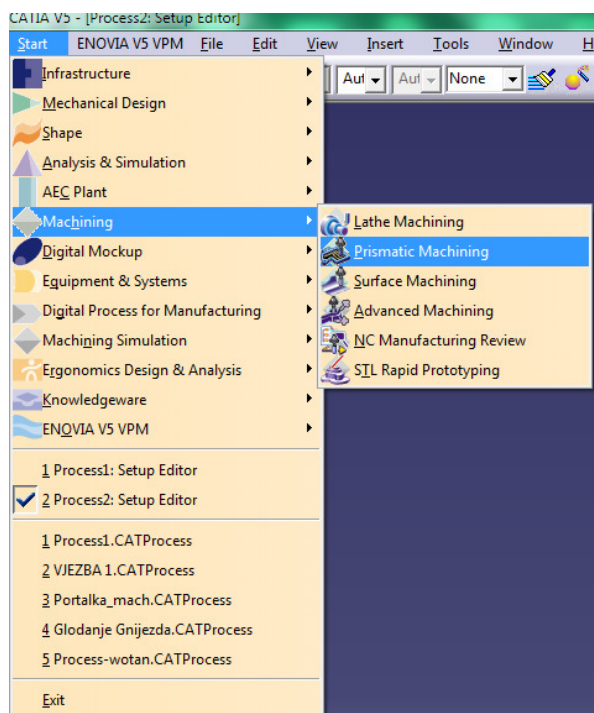 CATIA V5 - [Process2: Setup Editor]
Start ENOVIA V5 VPM File Edit View Insert Tools Window H
Aut Aut None
Infrastructure
Mechanical Design
Shape
Analysis & Simulation
AEC Plant
Machining
Digital Mockup
Equipment & Systems
Digital Process for Manufacturing
Machining Simulation
Ergonomics Design & Analysis
Knowledgeware
ENOVIA V5 VPM
Lathe Machining
Prismatic Machining
Surface Machining
Advanced Machining
NC Manufacturing Review
STL Rapid Prototyping
1 Process1: Setup Editor
2 Process2: Setup Editor
1 Process1.CATProcess
2 VJEZBA 1.CATProcess
3 Portalka_mach.CATProcess
4 Glodanje Gnijezda.CATProcess
5 Process-wotan.CATProcess
Exit